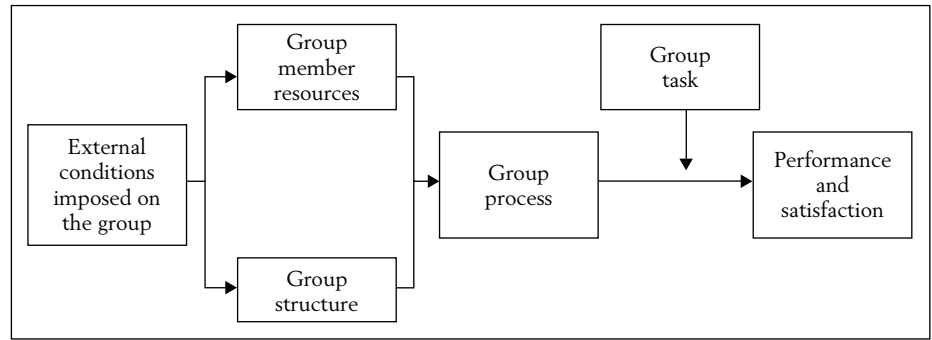 External
conditions
imposed on
the group
Group
member
resources
Group
structure
Group
process
Group
task
Performance
and
satisfaction